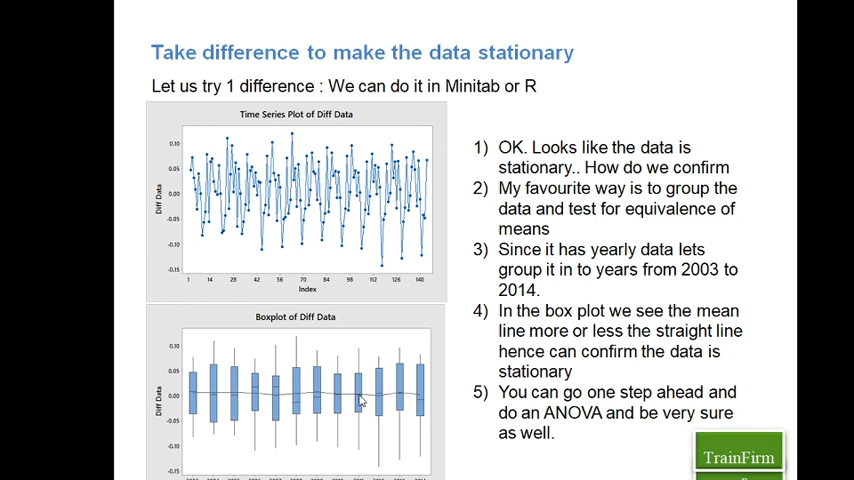 Take difference to make the data stationary
Let us try 1 difference : We can do it in Minitab or R
Time Series Plot of Diff Data
0.10
0.05
0.00
-0.05
-0.10
-0.15
Diff Data
1 14 28 42 56 70 84 98 112 126 140
Index
Boxplot of Diff Data
0.10
0.05
0.00
-0.05
-0.10
-0.15
Diff Data
1) OK. Looks like the data is
stationary.. How do we confirm
2) My favourite way is to group the
data and test for equivalence of
means
3) Since it has yearly data lets
group it in to years from 2003 to
2014.
4) In the box plot we see the mean
line more or less the straight line
hence can confirm the data is
stationary
5) You can go one step ahead and
do an ANOVA and be very sure
as well.
TrainFirm